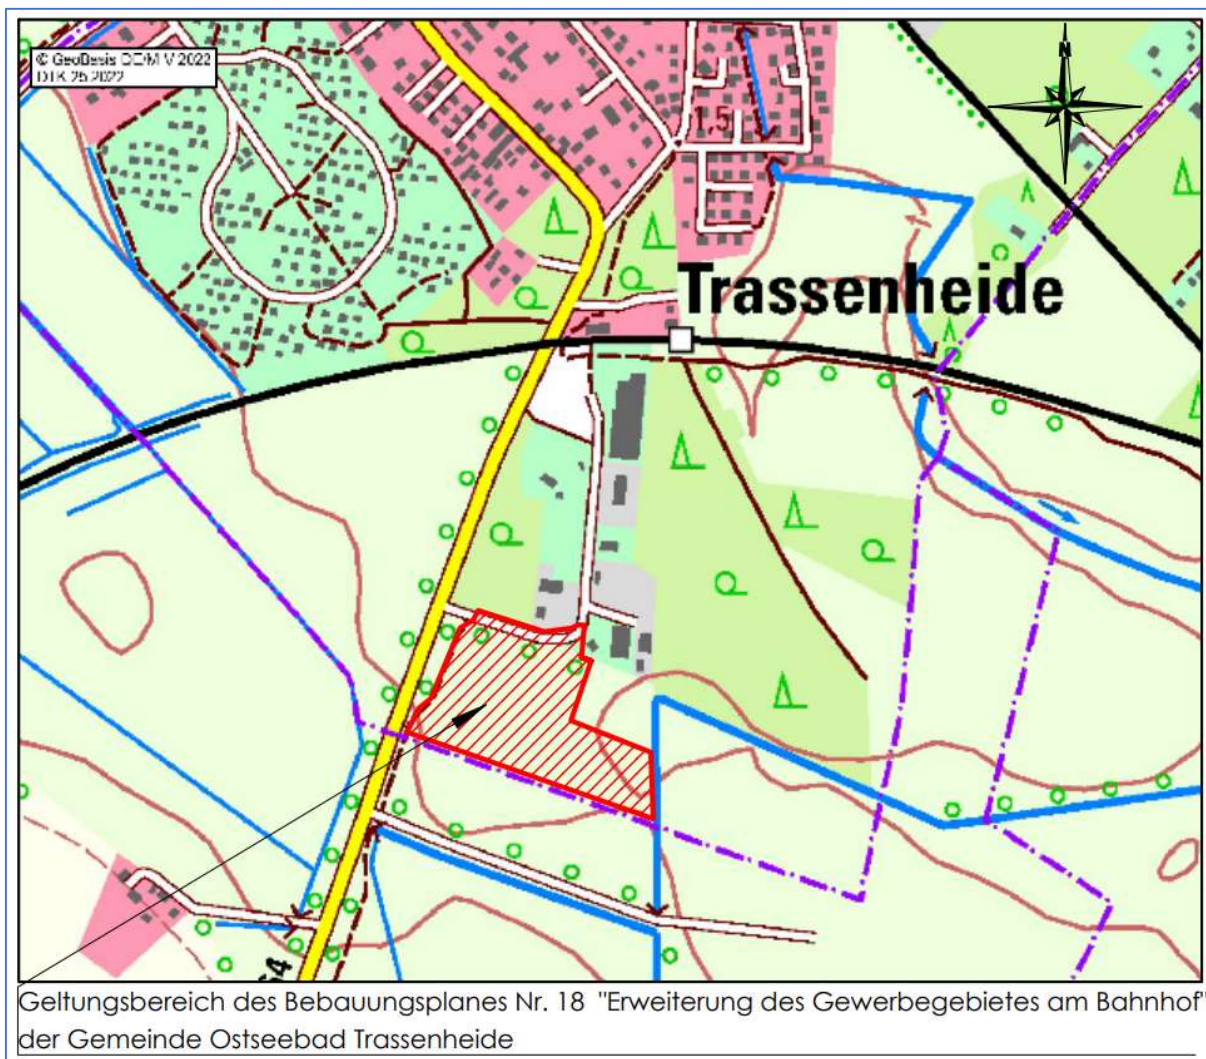 © GeoBasis DE/M-V 2022
DTK 25 2022
N
1,5
Trassenheide
64
Geltungsbereich des Bebauungsplanes Nr. 18 "Erweiterung des Gewerbegebietes am Bahnhof"
der Gemeinde Ostseebad Trassenheide